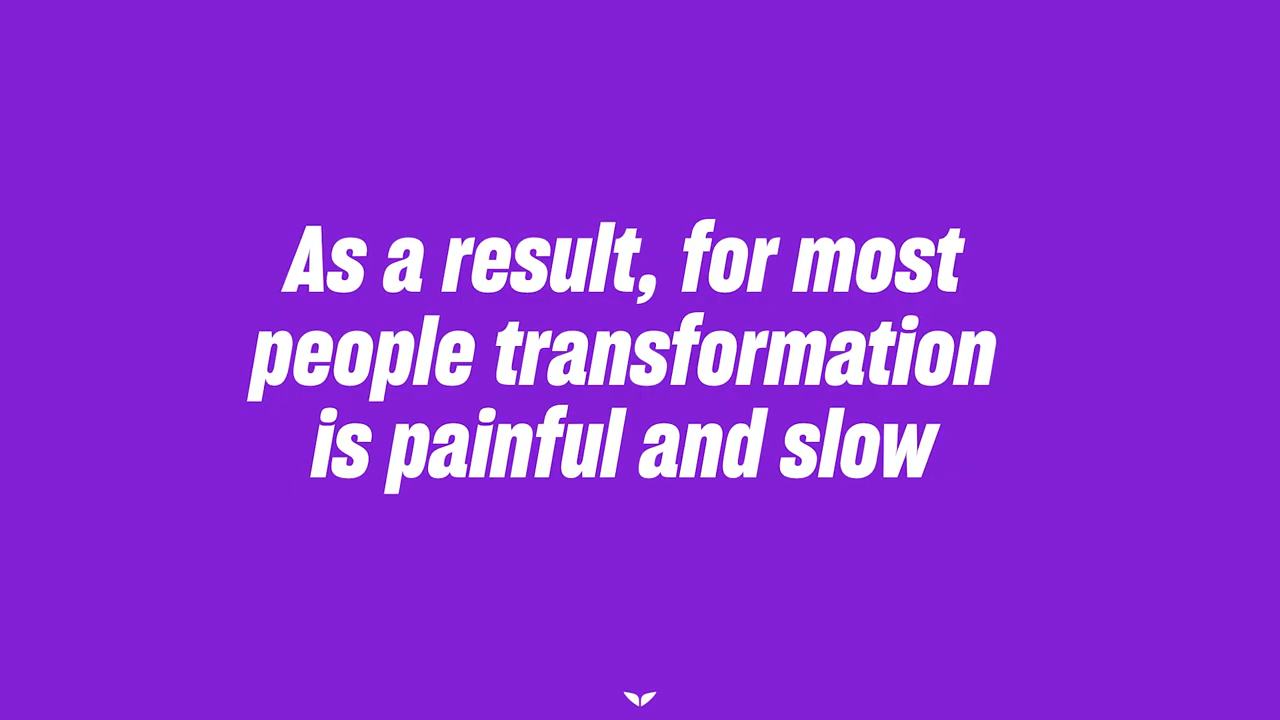 As a result, for most
people transformation
is painful and slow